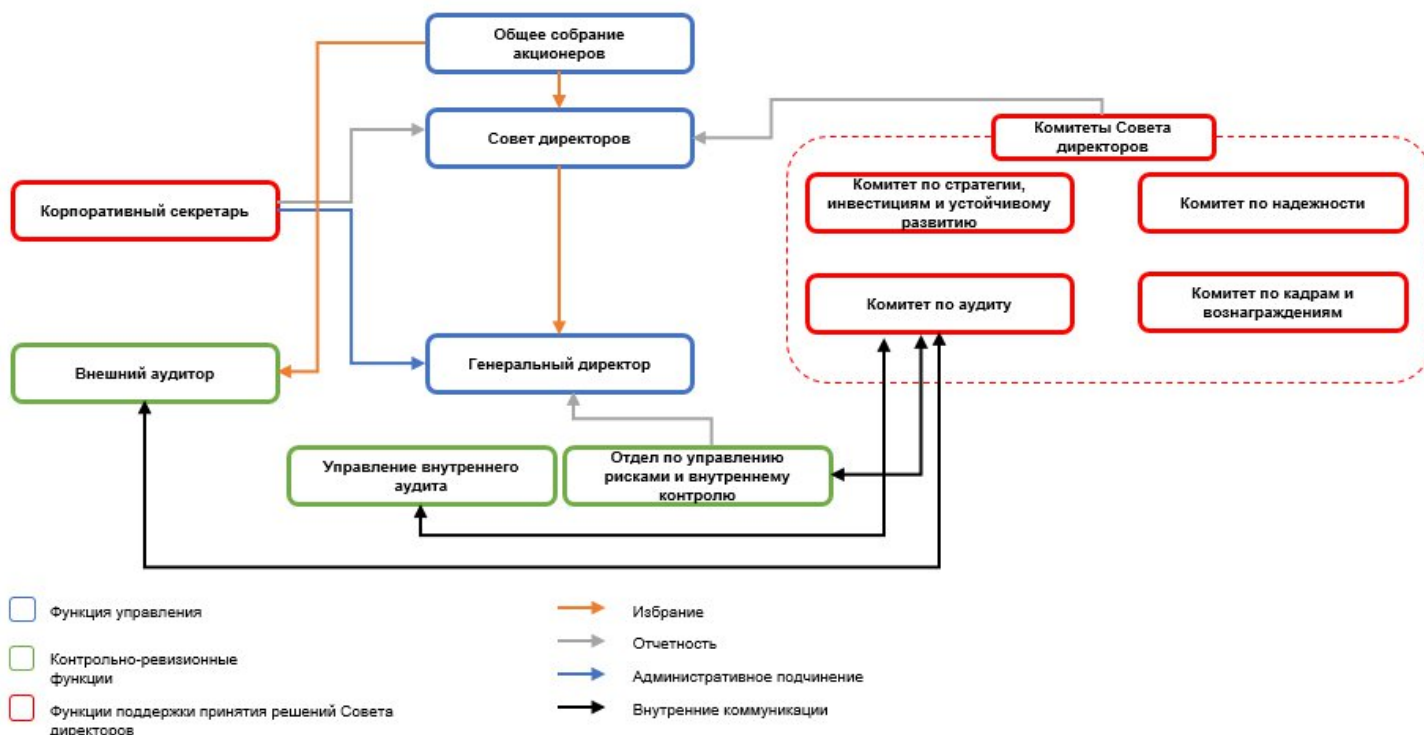 Общее собрание
акционеров
Совет директоров
Комитеты Совета
директоров
Корпоративный секретарь
Комитет по стратегии,
инвестициям и устойчивому
развитию
Комитет по надежности
Комитет по аудиту
Комитет по кадрам и
вознаграждениям
Внешний аудитор
Генеральный директор
Управление внутреннего
аудита
Отдел по управлению
рисками и внутреннему
контролю
Функция управления
Контрольно-ревизионные
функции
Функции поддержки принятия решений Совета
директоров
Избрание
Отчетность
Административное подчинение
Внутренние коммуникации